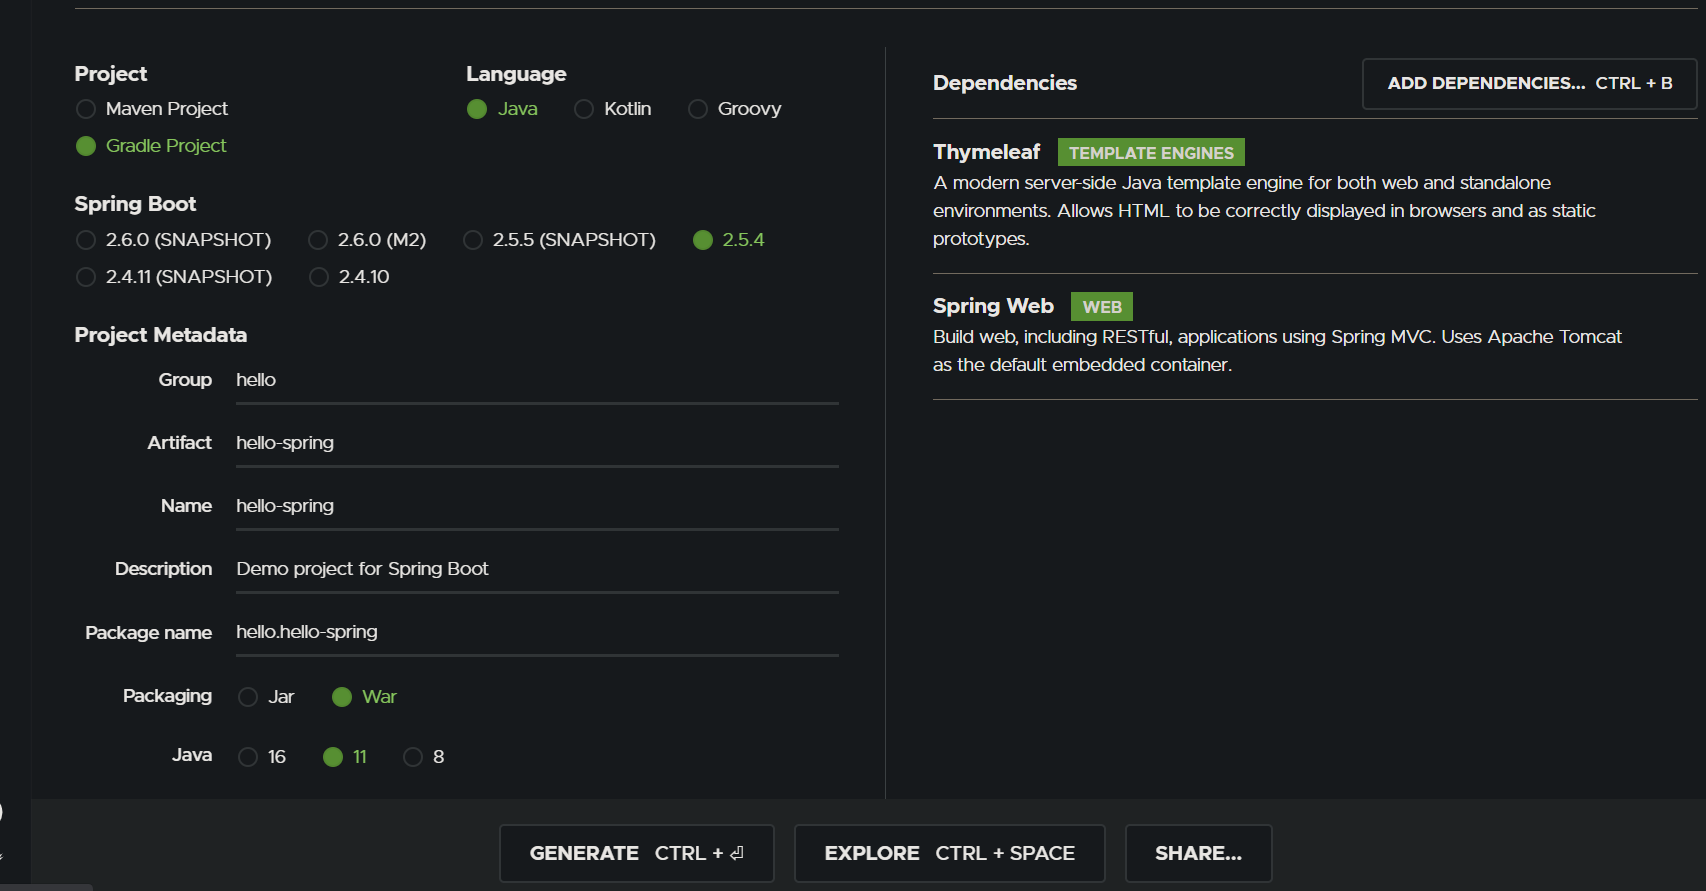 Project
Maven Project
Gradle Project
Language
Java Kotlin Groovy
Spring Boot
2.6.0 (SNAPSHOT) 2.6.0 (M2) 2.5.5 (SNAPSHOT) 2.5.4
2.4.11 (SNAPSHOT) 2.4.10
Project Metadata
Group hello
Artifact hello-spring
Name hello-spring
Description Demo project for Spring Boot
Package name hello.hello-spring
Packaging Jar War
Java 16 11 8
Dependencies
ADD DEPENDENCIES... CTRL + B
Thymeleaf TEMPLATE ENGINES
A modern server-side Java template engine for both web and standalone
environments. Allows HTML to be correctly displayed in browsers and as static
prototypes.
Spring Web WEB
Build web, including RESTful, applications using Spring MVC. Uses Apache Tomcat
as the default embedded container.
GENERATE CTRL + ⏎
EXPLORE CTRL + SPACE
SHARE...